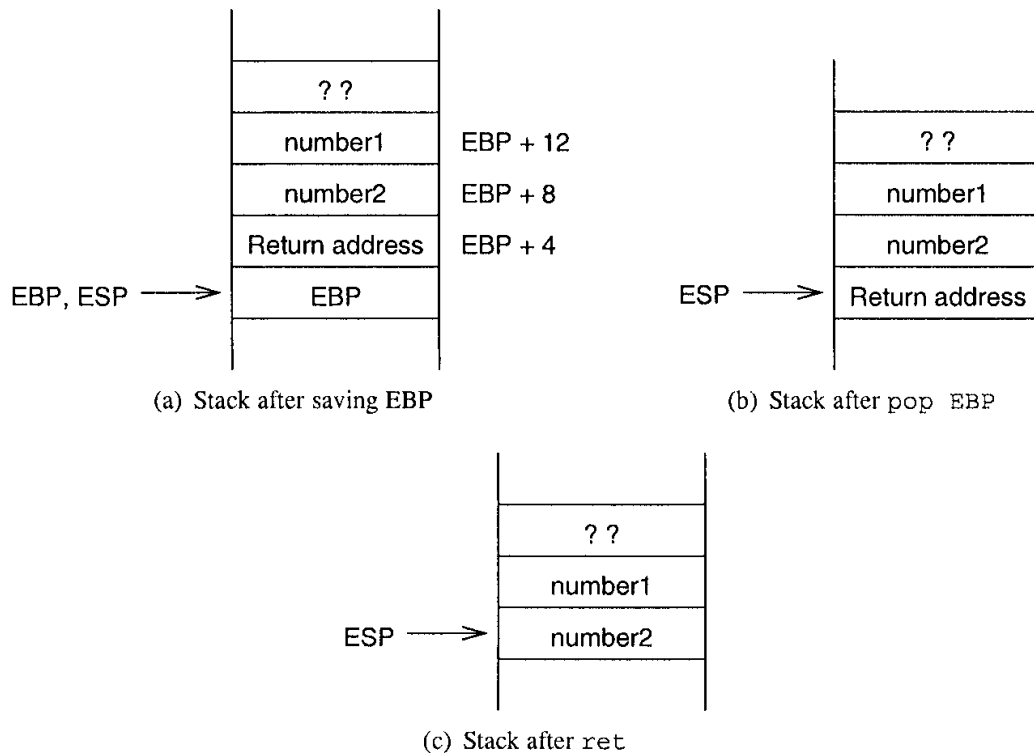 ? ?
number1 EBP + 12
number2 EBP + 8
Return address EBP + 4
EBP, ESP EBP
(a) Stack after saving EBP
? ?
number1
number2
ESP Return address
(b) Stack after pop EBP
? ?
number1
ESP number2
(c) Stack after ret